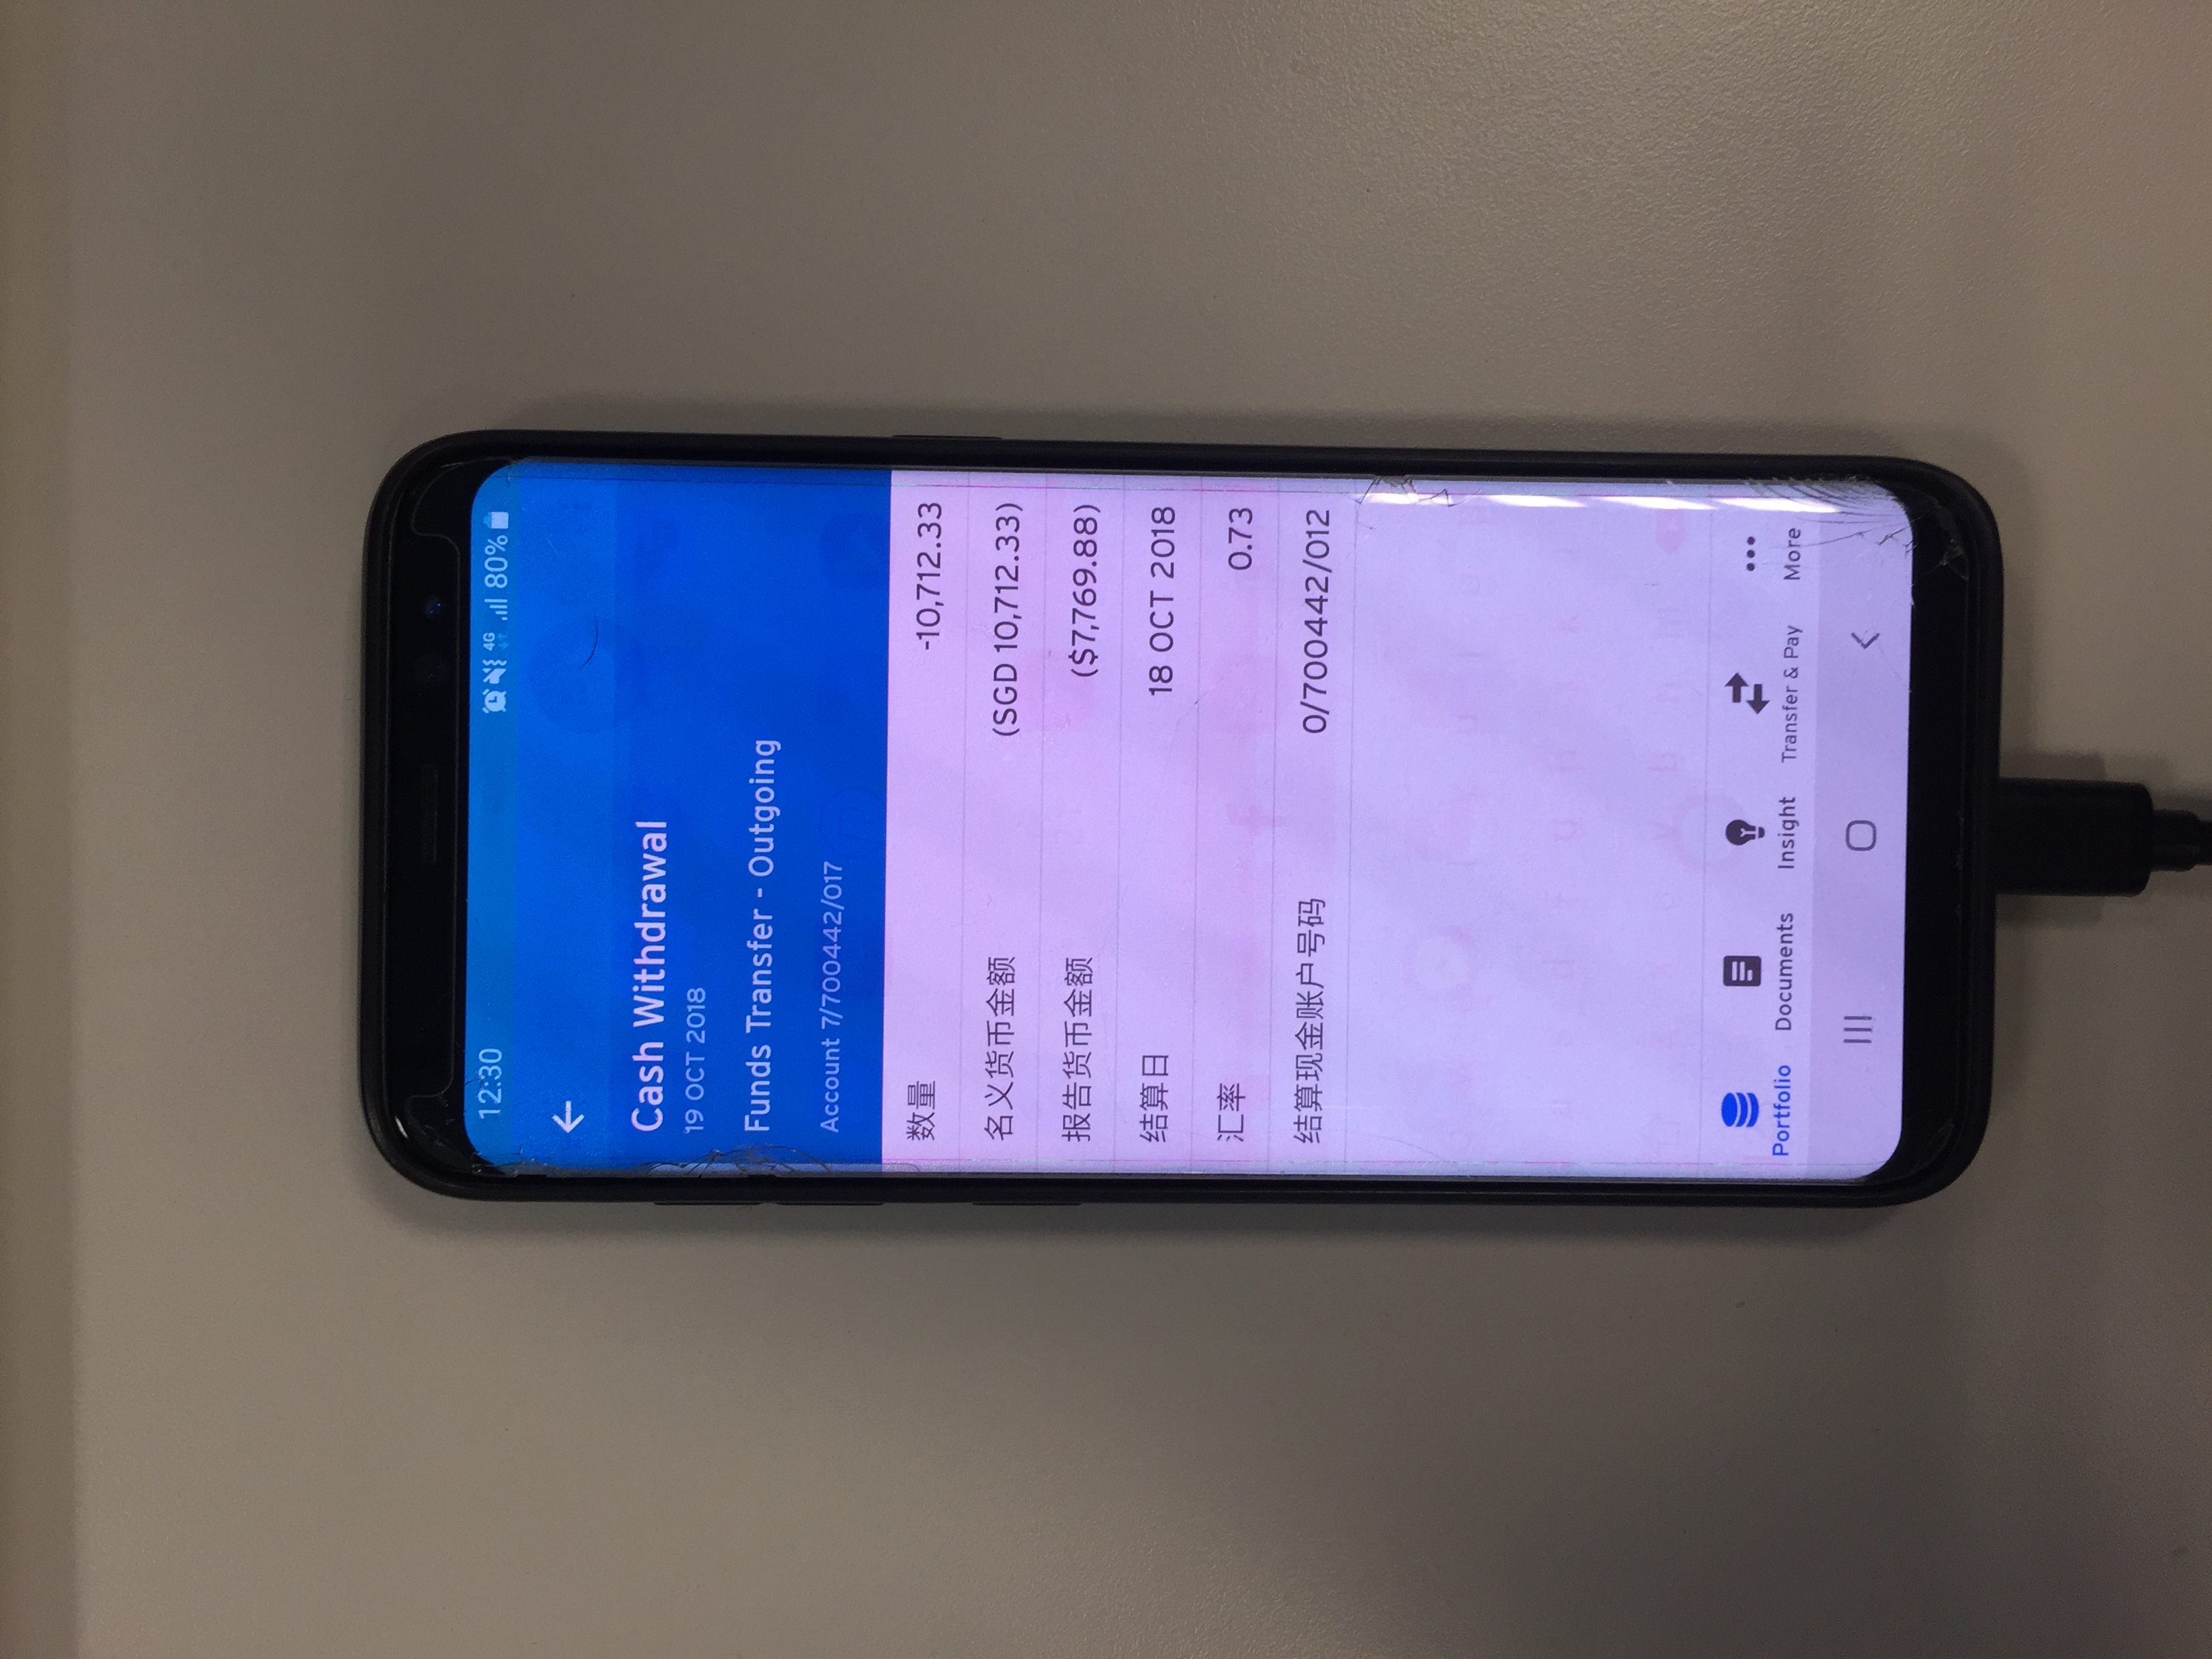 12:30 4G 80%
Cash Withdrawal
19 OCT 2018
Funds Transfer - Outgoing
Account 7/700442/017
数量 -10,712.33
名义货币金额 (SGD 10,712.33)
报告货币金额 ($7,769.88)
结算日 18 OCT 2018
汇率 0.73
结算现金账户号码 0/700442/012
Portfolio Documents Insight Transfer & Pay More